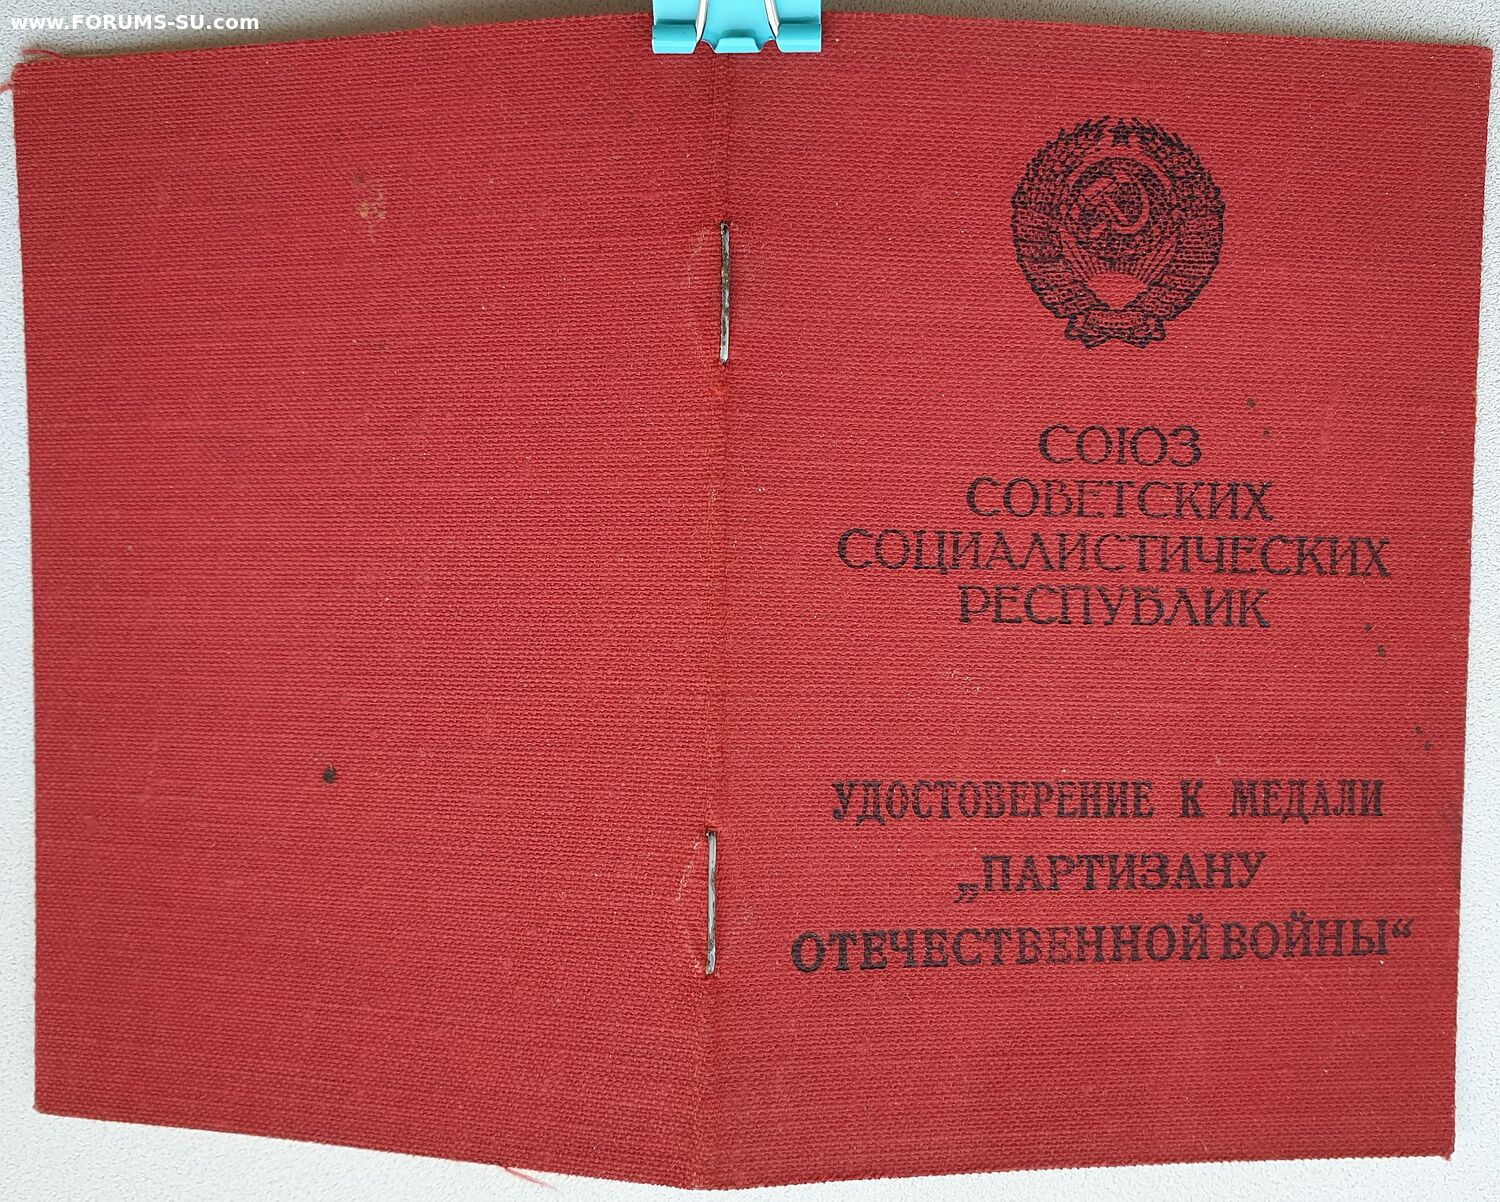 www.FORUMS-SU.com
СОЮЗ
СОВЕТСКИХ
СОЦИАЛИСТИЧЕСКИХ
РЕСПУБЛИК
УДОСТОВЕРЕНИЕ К МЕДАЛИ
„ПАРТИЗАНУ
ОТЕЧЕСТВЕННОЙ ВОЙНЫ“